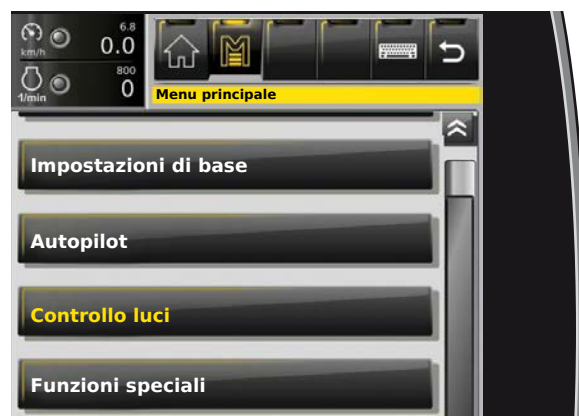 6.8
km/h 0.0
800
1/min 0
Menu principale
Impostazioni di base
Autopilot
Controllo luci
Funzioni speciali